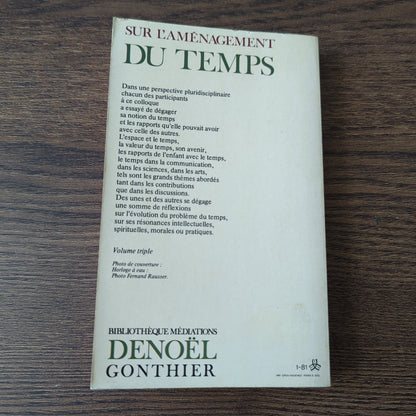 SUR L'AMÉNAGEMENT
DU TEMPS
Dans une perspective pluridisciplinaire
chacun des participants
à ce colloque
a essayé de dégager
sa notion du temps
et les rapports qu'elle pouvait avoir
avec celle des autres.
L'espace et le temps,
la valeur du temps, son avenir,
les rapports de l'enfant avec le temps,
le temps dans la communication,
dans les sciences, dans les arts,
tels sont les grands thèmes abordés
tant dans les contributions
que dans les discussions.
Des unes et des autres se dégage
une somme de réflexions
sur l'évolution du problème du temps,
sur ses résonances intellectuelles,
spirituelles, morales ou pratiques.
Volume triple
Photo de couverture :
Horloge à eau :
Photo Fernand Rausser.
BIBLIOTHÈQUE MÉDIATIONS
DENOËL
GONTHIER
1-81